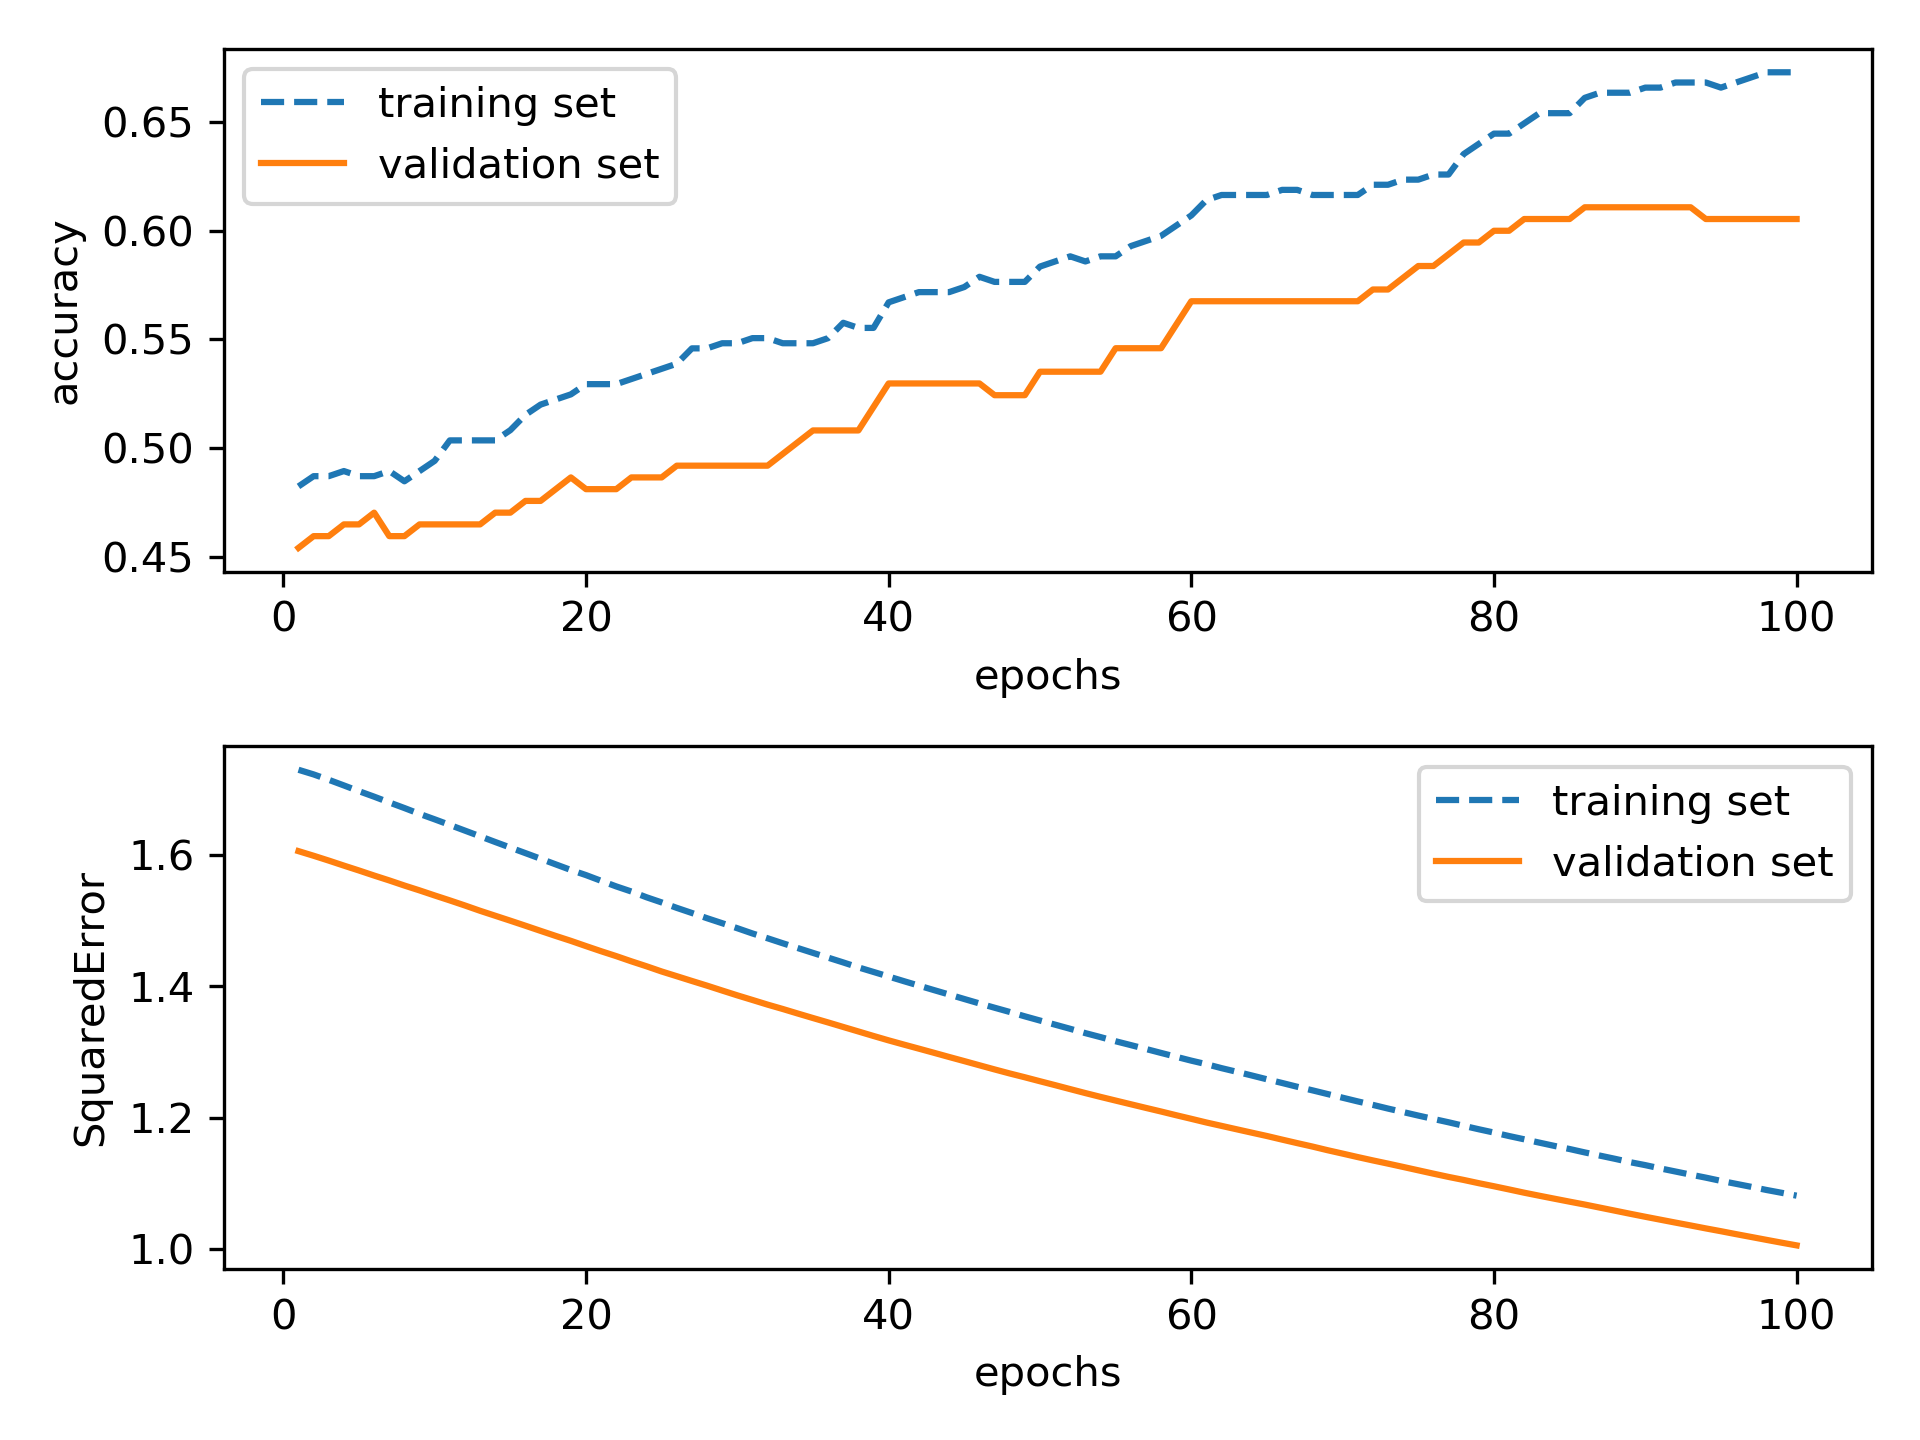 training set
validation set
0.65
0.60
0.55
0.50
0.45
accuracy
0 20 40 60 80 100
epochs
training set
validation set
1.6
1.4
1.2
1.0
SquaredError
0 20 40 60 80 100
epochs